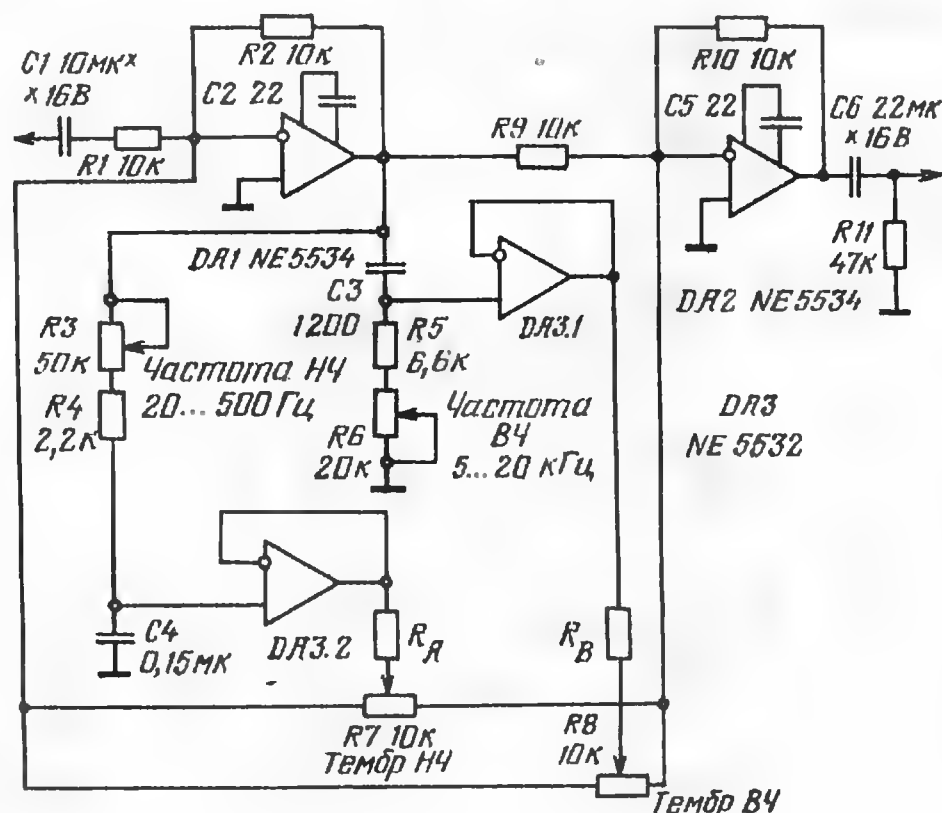 R2 10к
C1 10мк×
× 16В
C2 22
R1 10к
R9 10к
R10 10к
C5 22
C6 22мк
× 16В
DA1 NE5534
C3
1200
R5
6,6к
DA3.1
R11
47к
DA2 NE5534
R3
50к
Частота НЧ
20...500 Гц
R4
2,2к
R6
20к
Частота
ВЧ
5...20 кГц
DA3
NE 5532
C4
0,15мк
DA3.2
RA
RB
R7 10к
Тембр НЧ
R8
10к
Тембр ВЧ